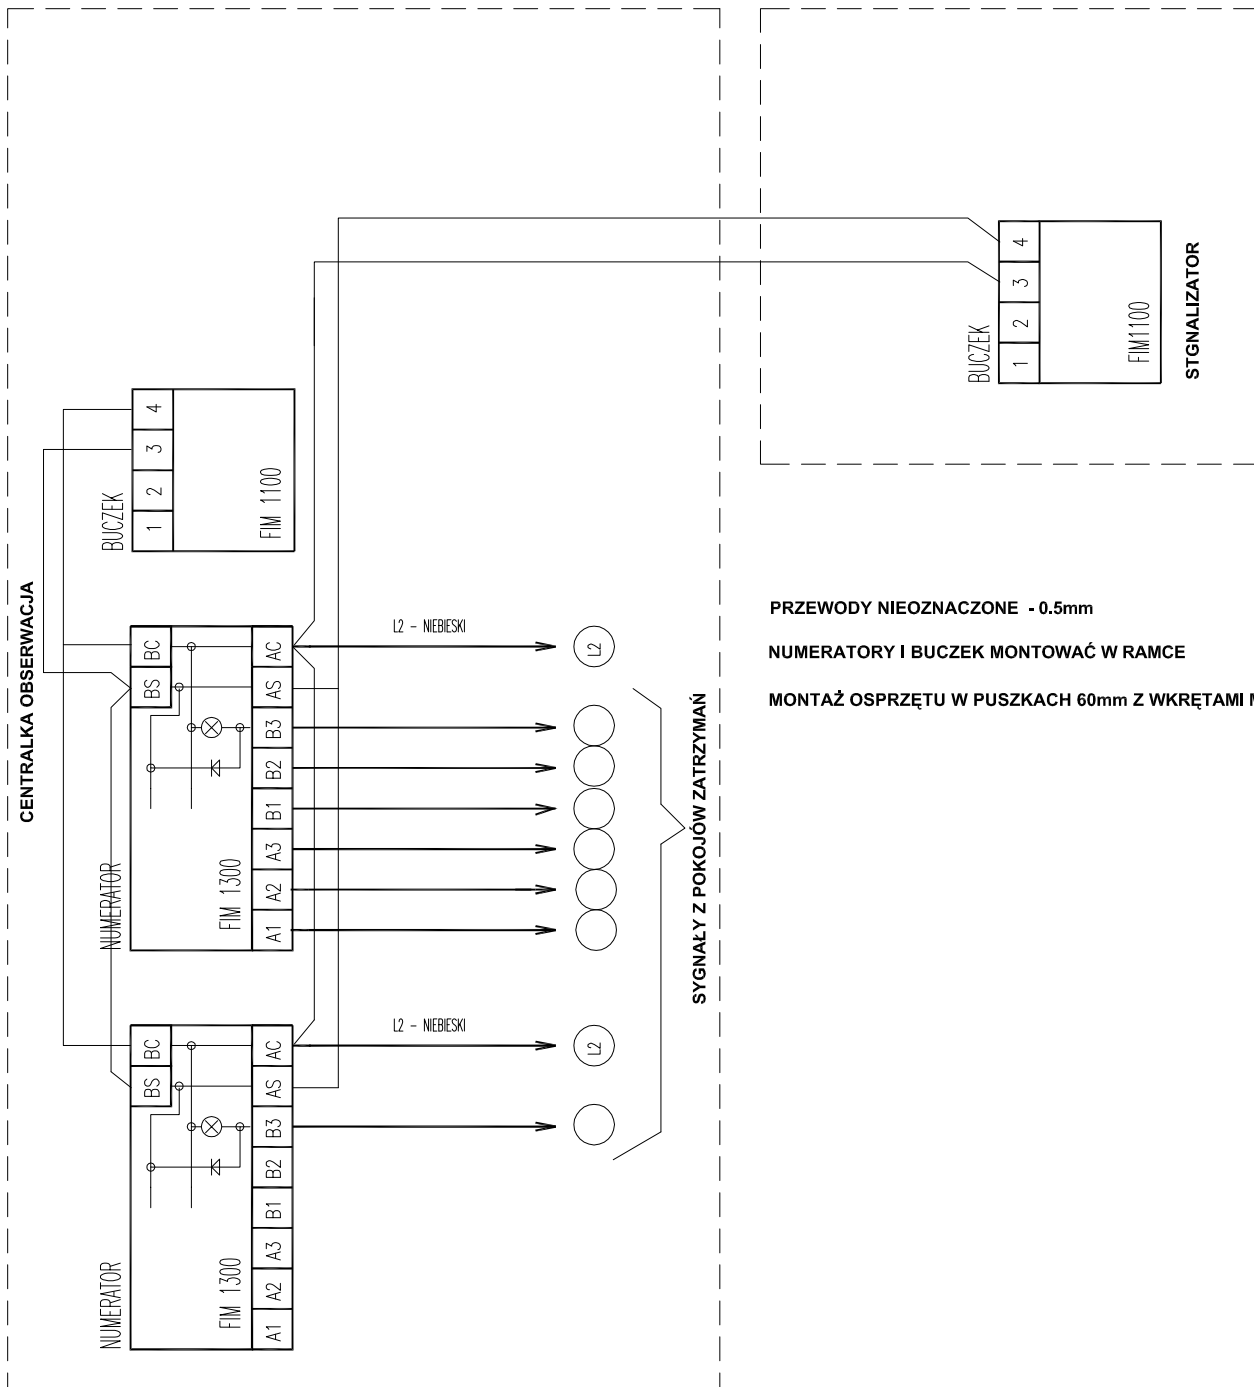 CENTRALKA OBSERWACJA
BUCZEK
1 2 3 4
FIM 1100
NUMERATOR
FIM 1300
BS BC
A1 A2 A3 B1 B2 B3 AS AC
L2 - NIEBIESKI
L2
NUMERATOR
FIM 1300
BS BC
A1 A2 A3 B1 B2 B3 AS AC
L2 - NIEBIESKI
L2
SYGNAŁY Z POKOJÓW ZATRZYMAŃ
BUCZEK
1 2 3 4
FIM1100
STGNALIZATOR
PRZEWODY NIEOZNACZONE - 0.5mm
NUMERATORY I BUCZEK MONTOWAĆ W RAMCE
MONTAŻ OSPRZĘTU W PUSZKACH 60mm Z WKRĘTAMI